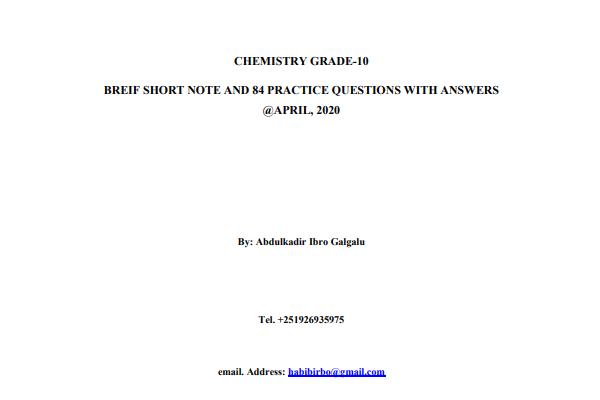 CHEMISTRY GRADE-10
BREIF SHORT NOTE AND 84 PRACTICE QUESTIONS WITH ANSWERS
@APRIL, 2020
By: Abdulkadir Ibro Galgalu
Tel. +251926935975
email. Address: habibirbo@gmail.com